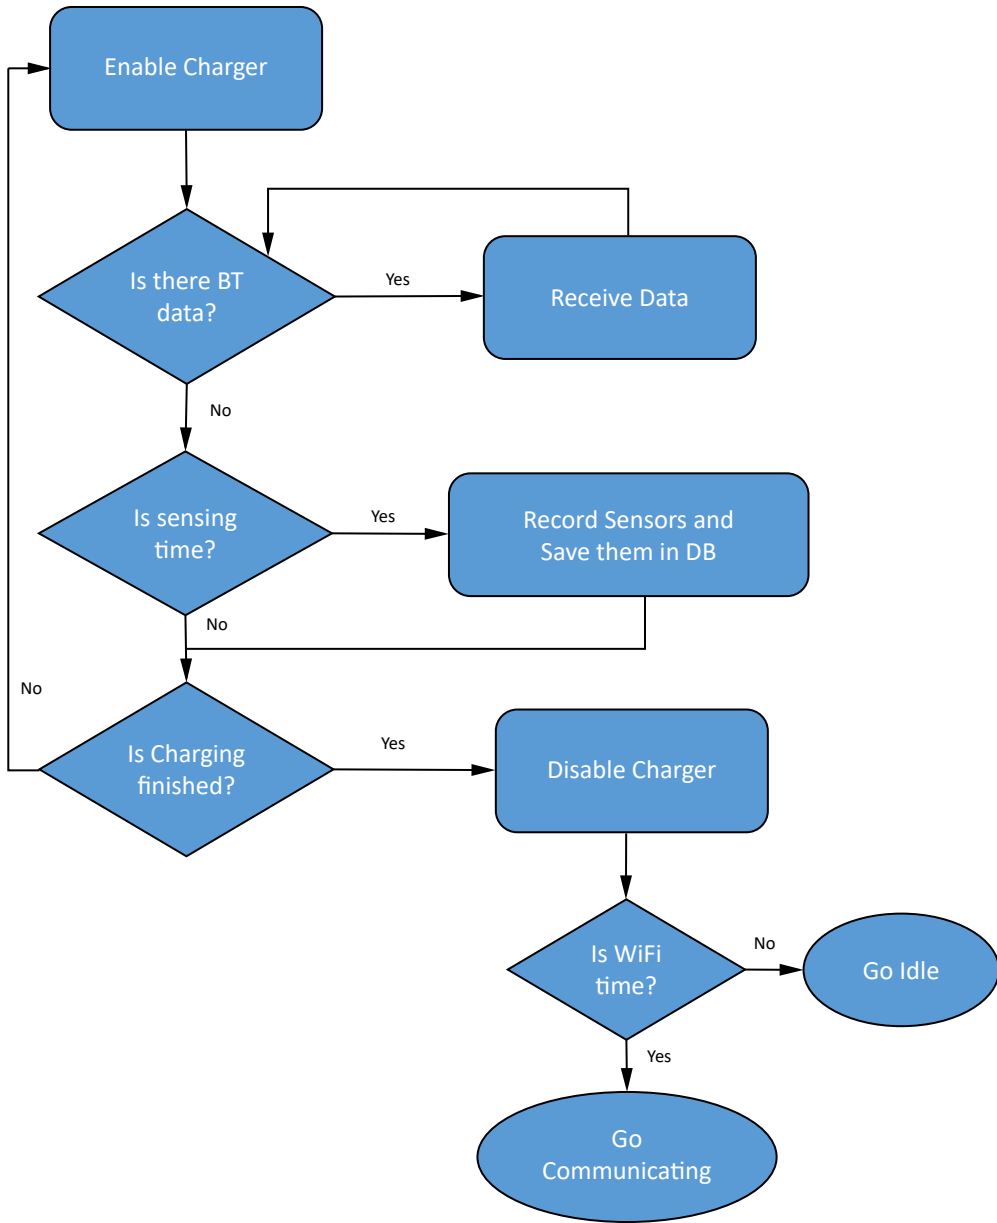 Enable Charger
Is there BT
data?
Yes
Receive Data
No
Is sensing
time?
Yes
Record Sensors and
Save them in DB
No
No
Is Charging
finished?
Yes
Disable Charger
Is WiFi
time?
No
Go Idle
Yes
Go
Communicating